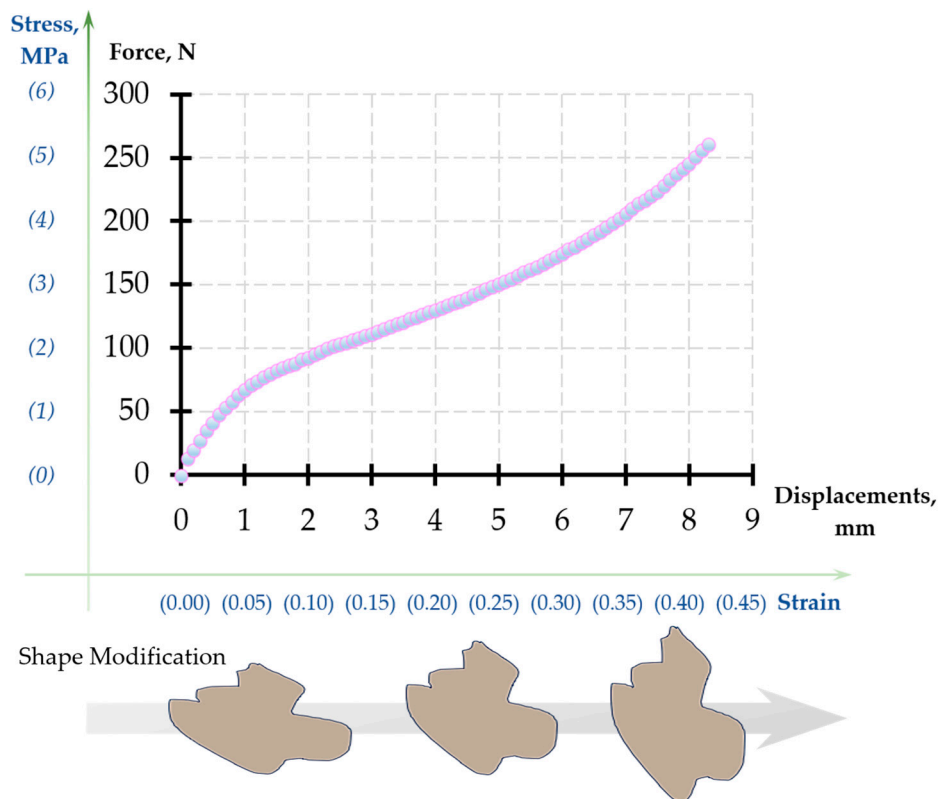 Stress,
MPa
Force, N
(6)
300
(5)
250
(4)
200
(3)
150
(2)
100
(1)
50
(0)
0
0 1 2 3 4 5 6 7 8 9
Displacements,
mm
(0.00) (0.05) (0.10) (0.15) (0.20) (0.25) (0.30) (0.35) (0.40) (0.45) Strain
Shape Modification